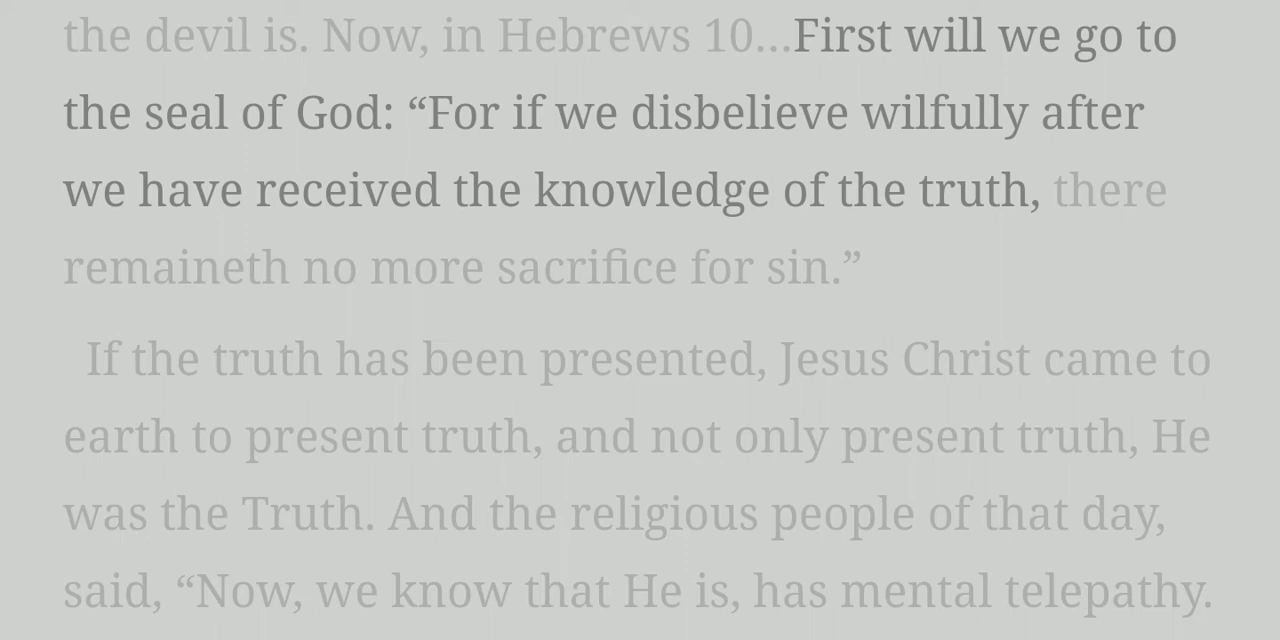 the devil is. Now, in Hebrews 10...First will we go to
the seal of God: “For if we disbelieve wilfully after
we have received the knowledge of the truth, there
remaineth no more sacrifice for sin.”
If the truth has been presented, Jesus Christ came to
earth to present truth, and not only present truth, He
was the Truth. And the religious people of that day,
said, “Now, we know that He is, has mental telepathy.